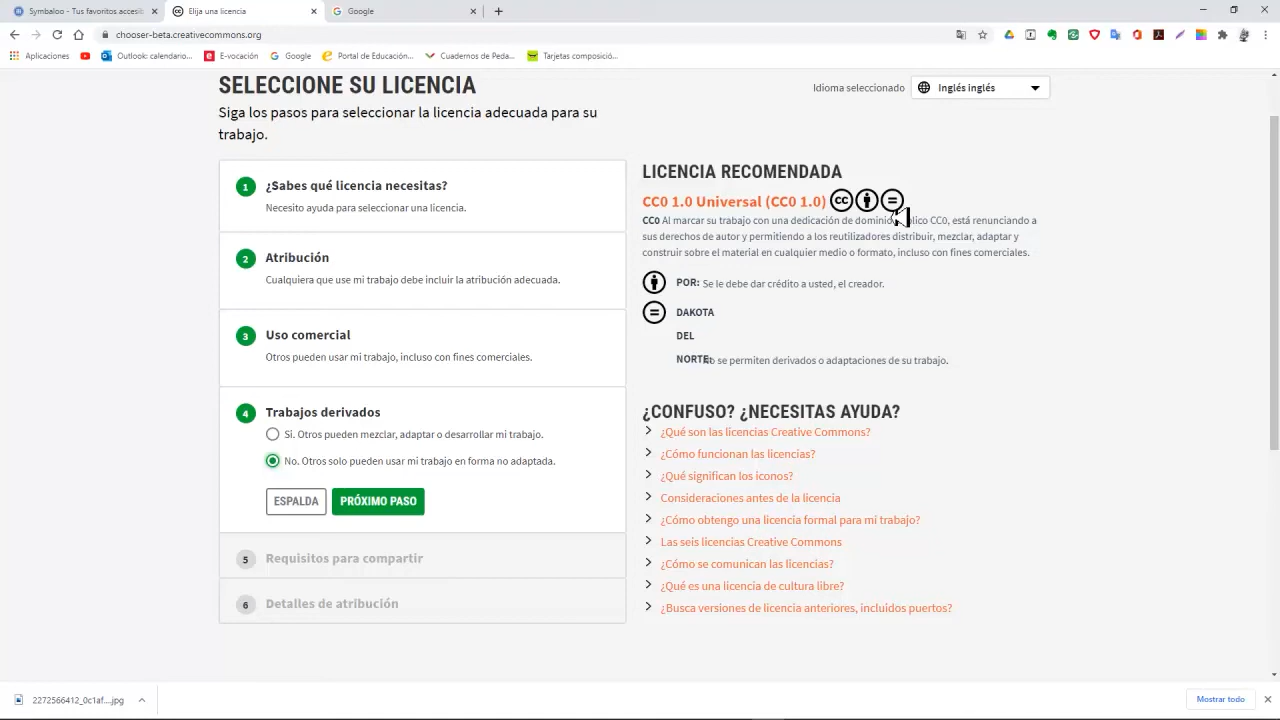 Symbaloo - Tus favoritos accesib
Elija una licencia
Google
chooser-beta.creativecommons.org
Aplicaciones
Outlook: calendario...
E-vocación
Google
Portal de Educación...
Cuadernos de Peda...
Tarjetas composició...
SELECCIONE SU LICENCIA
Siga los pasos para seleccionar la licencia adecuada para su
trabajo.
Idioma seleccionado
Inglés inglés
1 ¿Sabes qué licencia necesitas?
Necesito ayuda para seleccionar una licencia.
2 Atribución
Cualquiera que use mi trabajo debe incluir la atribución adecuada.
3 Uso comercial
Otros pueden usar mi trabajo, incluso con fines comerciales.
4 Trabajos derivados
Si. Otros pueden mezclar, adaptar o desarrollar mi trabajo.
No. Otros solo pueden usar mi trabajo en forma no adaptada.
ESPALDA
PRÓXIMO PASO
5 Requisitos para compartir
6 Detalles de atribución
LICENCIA RECOMENDADA
CC0 1.0 Universal (CC0 1.0)
CC0 Al marcar su trabajo con una dedicación de dominio CC0, está renunciando a
sus derechos de autor y permitiendo a los reutilizadores distribuir, mezclar, adaptar y
construir sobre el material en cualquier medio o formato, incluso con fines comerciales.
POR: Se le debe dar crédito a usted, el creador.
DAKOTA
DEL
NORTE: se permiten derivados o adaptaciones de su trabajo.
¿CONFUSO? ¿NECESITAS AYUDA?
¿Qué son las licencias Creative Commons?
¿Cómo funcionan las licencias?
¿Qué significan los iconos?
Consideraciones antes de la licencia
¿Cómo obtengo una licencia formal para mi trabajo?
Las seis licencias Creative Commons
¿Cómo se comunican las licencias?
¿Qué es una licencia de cultura libre?
¿Busca versiones de licencia anteriores, incluidos puertos?
2272566412_0c1af....jpg
Mostrar todo